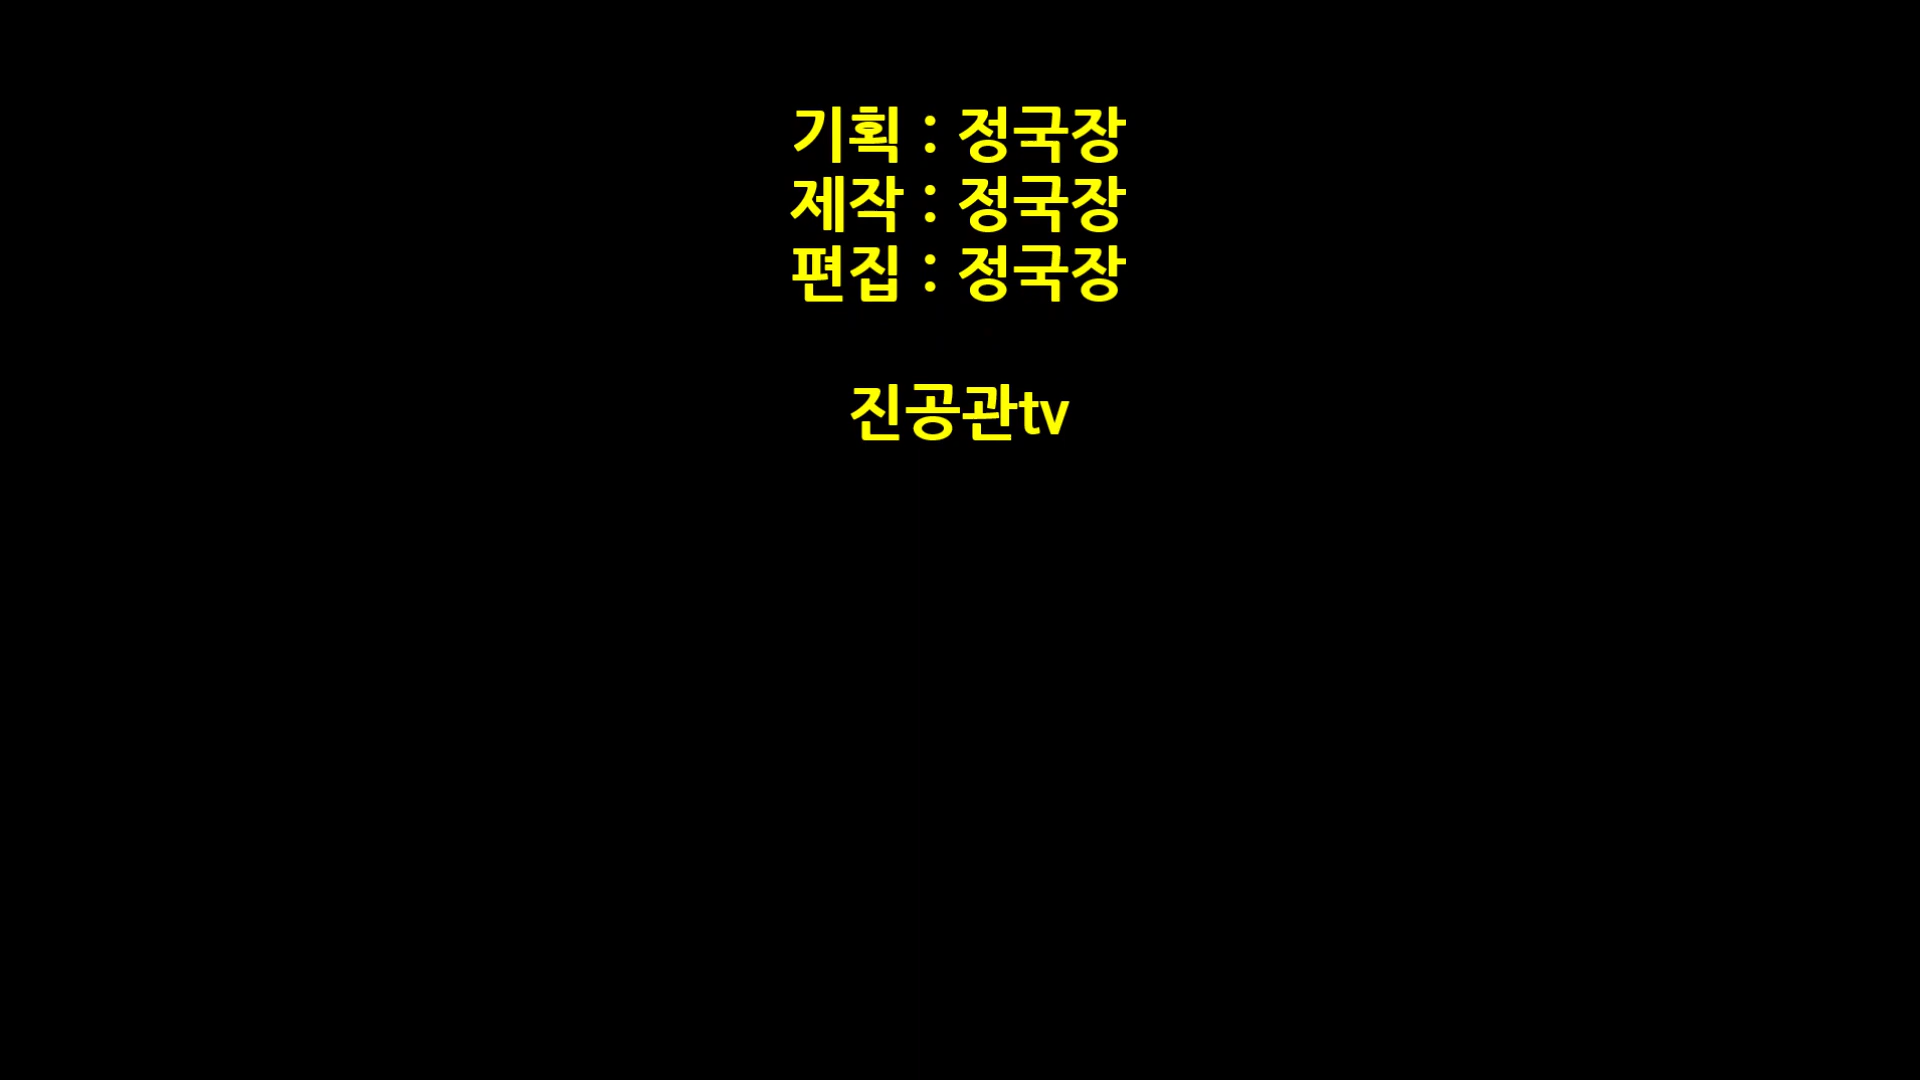 기획 : 정국장
제작 : 정국장
편집 : 정국장
진공관tv